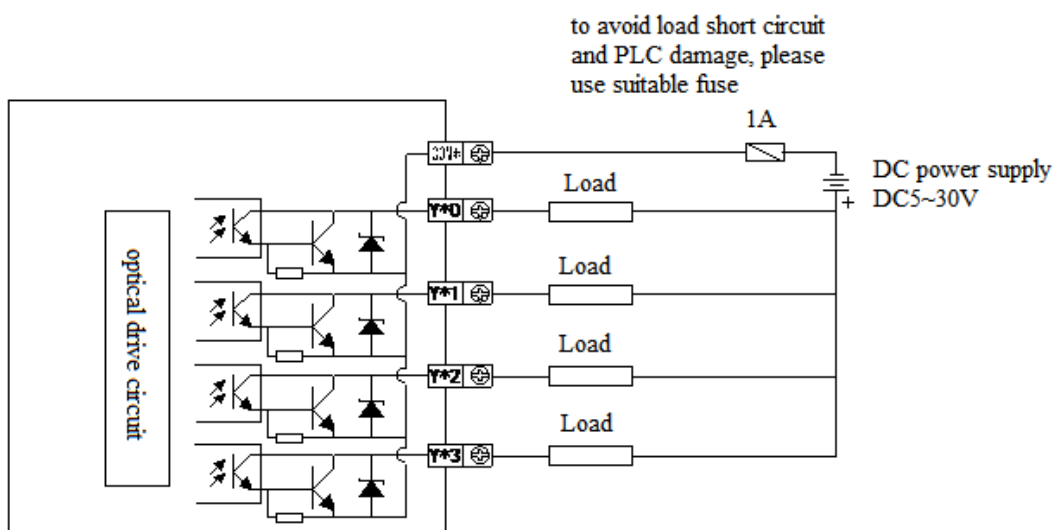 to avoid load short circuit
and PLC damage, please
use suitable fuse
1A
DC power supply
DC5~30V
Load
Y*0
Load
Y*1
Load
Y*2
Load
Y*3
optical drive circuit
+